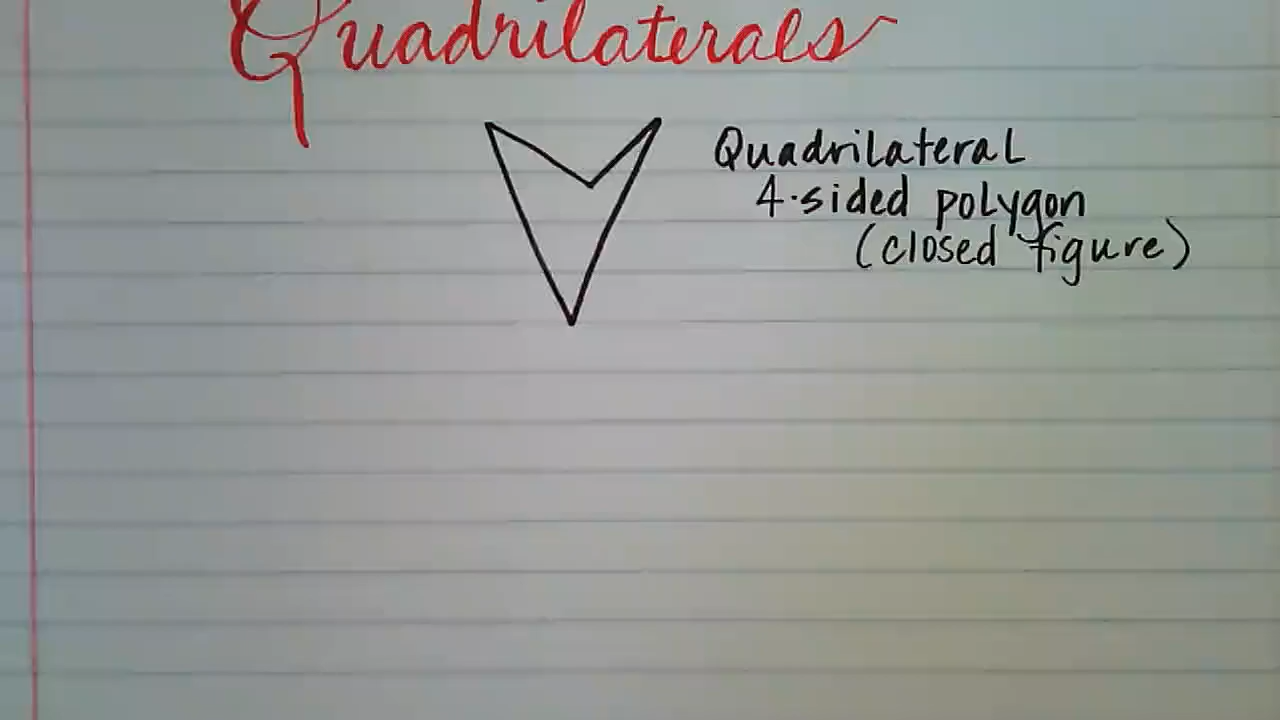 Quadrilaterals
Quadrilateral
4-sided polygon
(closed figure)